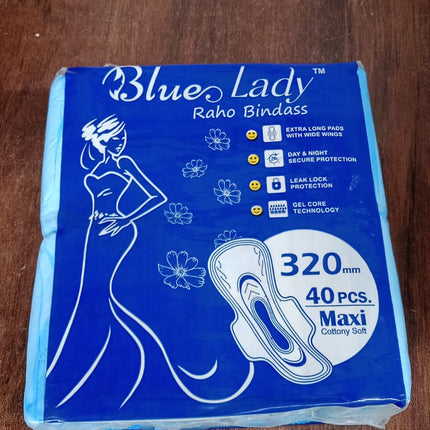 Blue Lady™
Raho Bindass
EXTRA LONG PADS
WITH WIDE WINGS
DAY & NIGHT
SECURE PROTECTION
LEAK LOCK
PROTECTION
GEL CORE
TECHNOLOGY
320mm
40 PCS.
Maxi
Cottony Soft